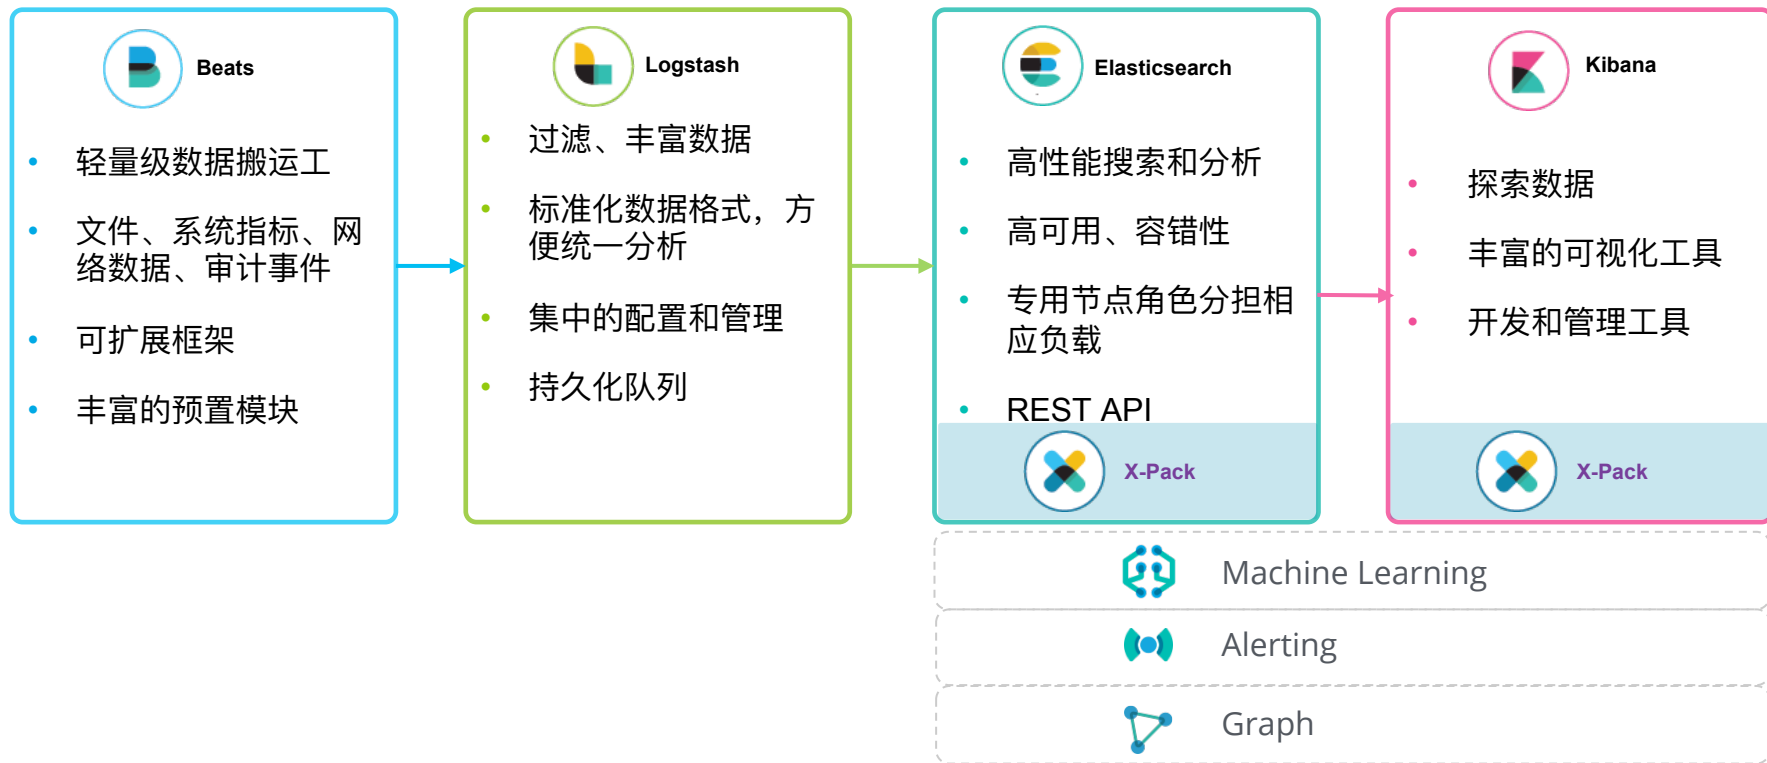 Beats
轻量级数据搬运工
文件、系统指标、网
络数据、审计事件
可扩展框架
丰富的预置模块
Logstash
过滤、丰富数据
标准化数据格式，方
便统一分析
集中的配置和管理
持久化队列
Elasticsearch
高性能搜索和分析
高可用、容错性
专用节点角色分担相
应负载
REST API
X-Pack
Kibana
探索数据
丰富的可视化工具
开发和管理工具
X-Pack
Machine Learning
Alerting
Graph